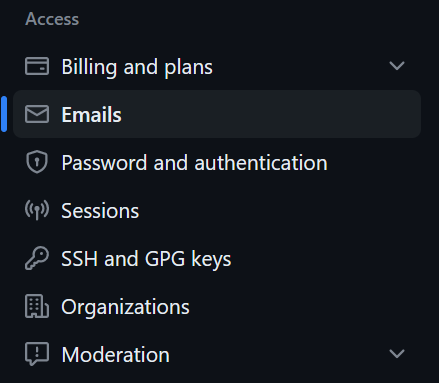 Access
Billing and plans
Emails
Password and authentication
Sessions
SSH and GPG keys
Organizations
Moderation